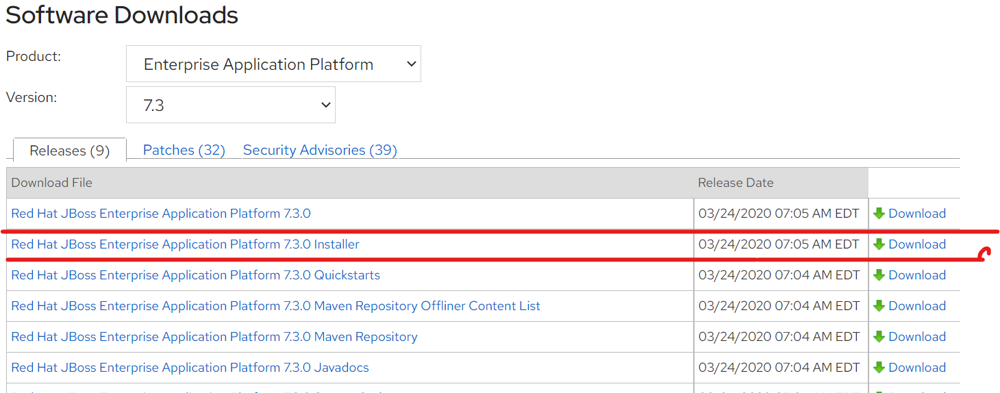 Software Downloads
Product: Enterprise Application Platform
Version: 7.3
Releases (9) Patches (32) Security Advisories (39)
Download File Release Date
Red Hat JBoss Enterprise Application Platform 7.3.0 03/24/2020 07:05 AM EDT Download
Red Hat JBoss Enterprise Application Platform 7.3.0 Installer 03/24/2020 07:05 AM EDT Download
Red Hat JBoss Enterprise Application Platform 7.3.0 Quickstarts 03/24/2020 07:04 AM EDT Download
Red Hat JBoss Enterprise Application Platform 7.3.0 Maven Repository Offliner Content List 03/24/2020 07:04 AM EDT Download
Red Hat JBoss Enterprise Application Platform 7.3.0 Maven Repository 03/24/2020 07:04 AM EDT Download
Red Hat JBoss Enterprise Application Platform 7.3.0 Javadocs 03/24/2020 07:04 AM EDT Download